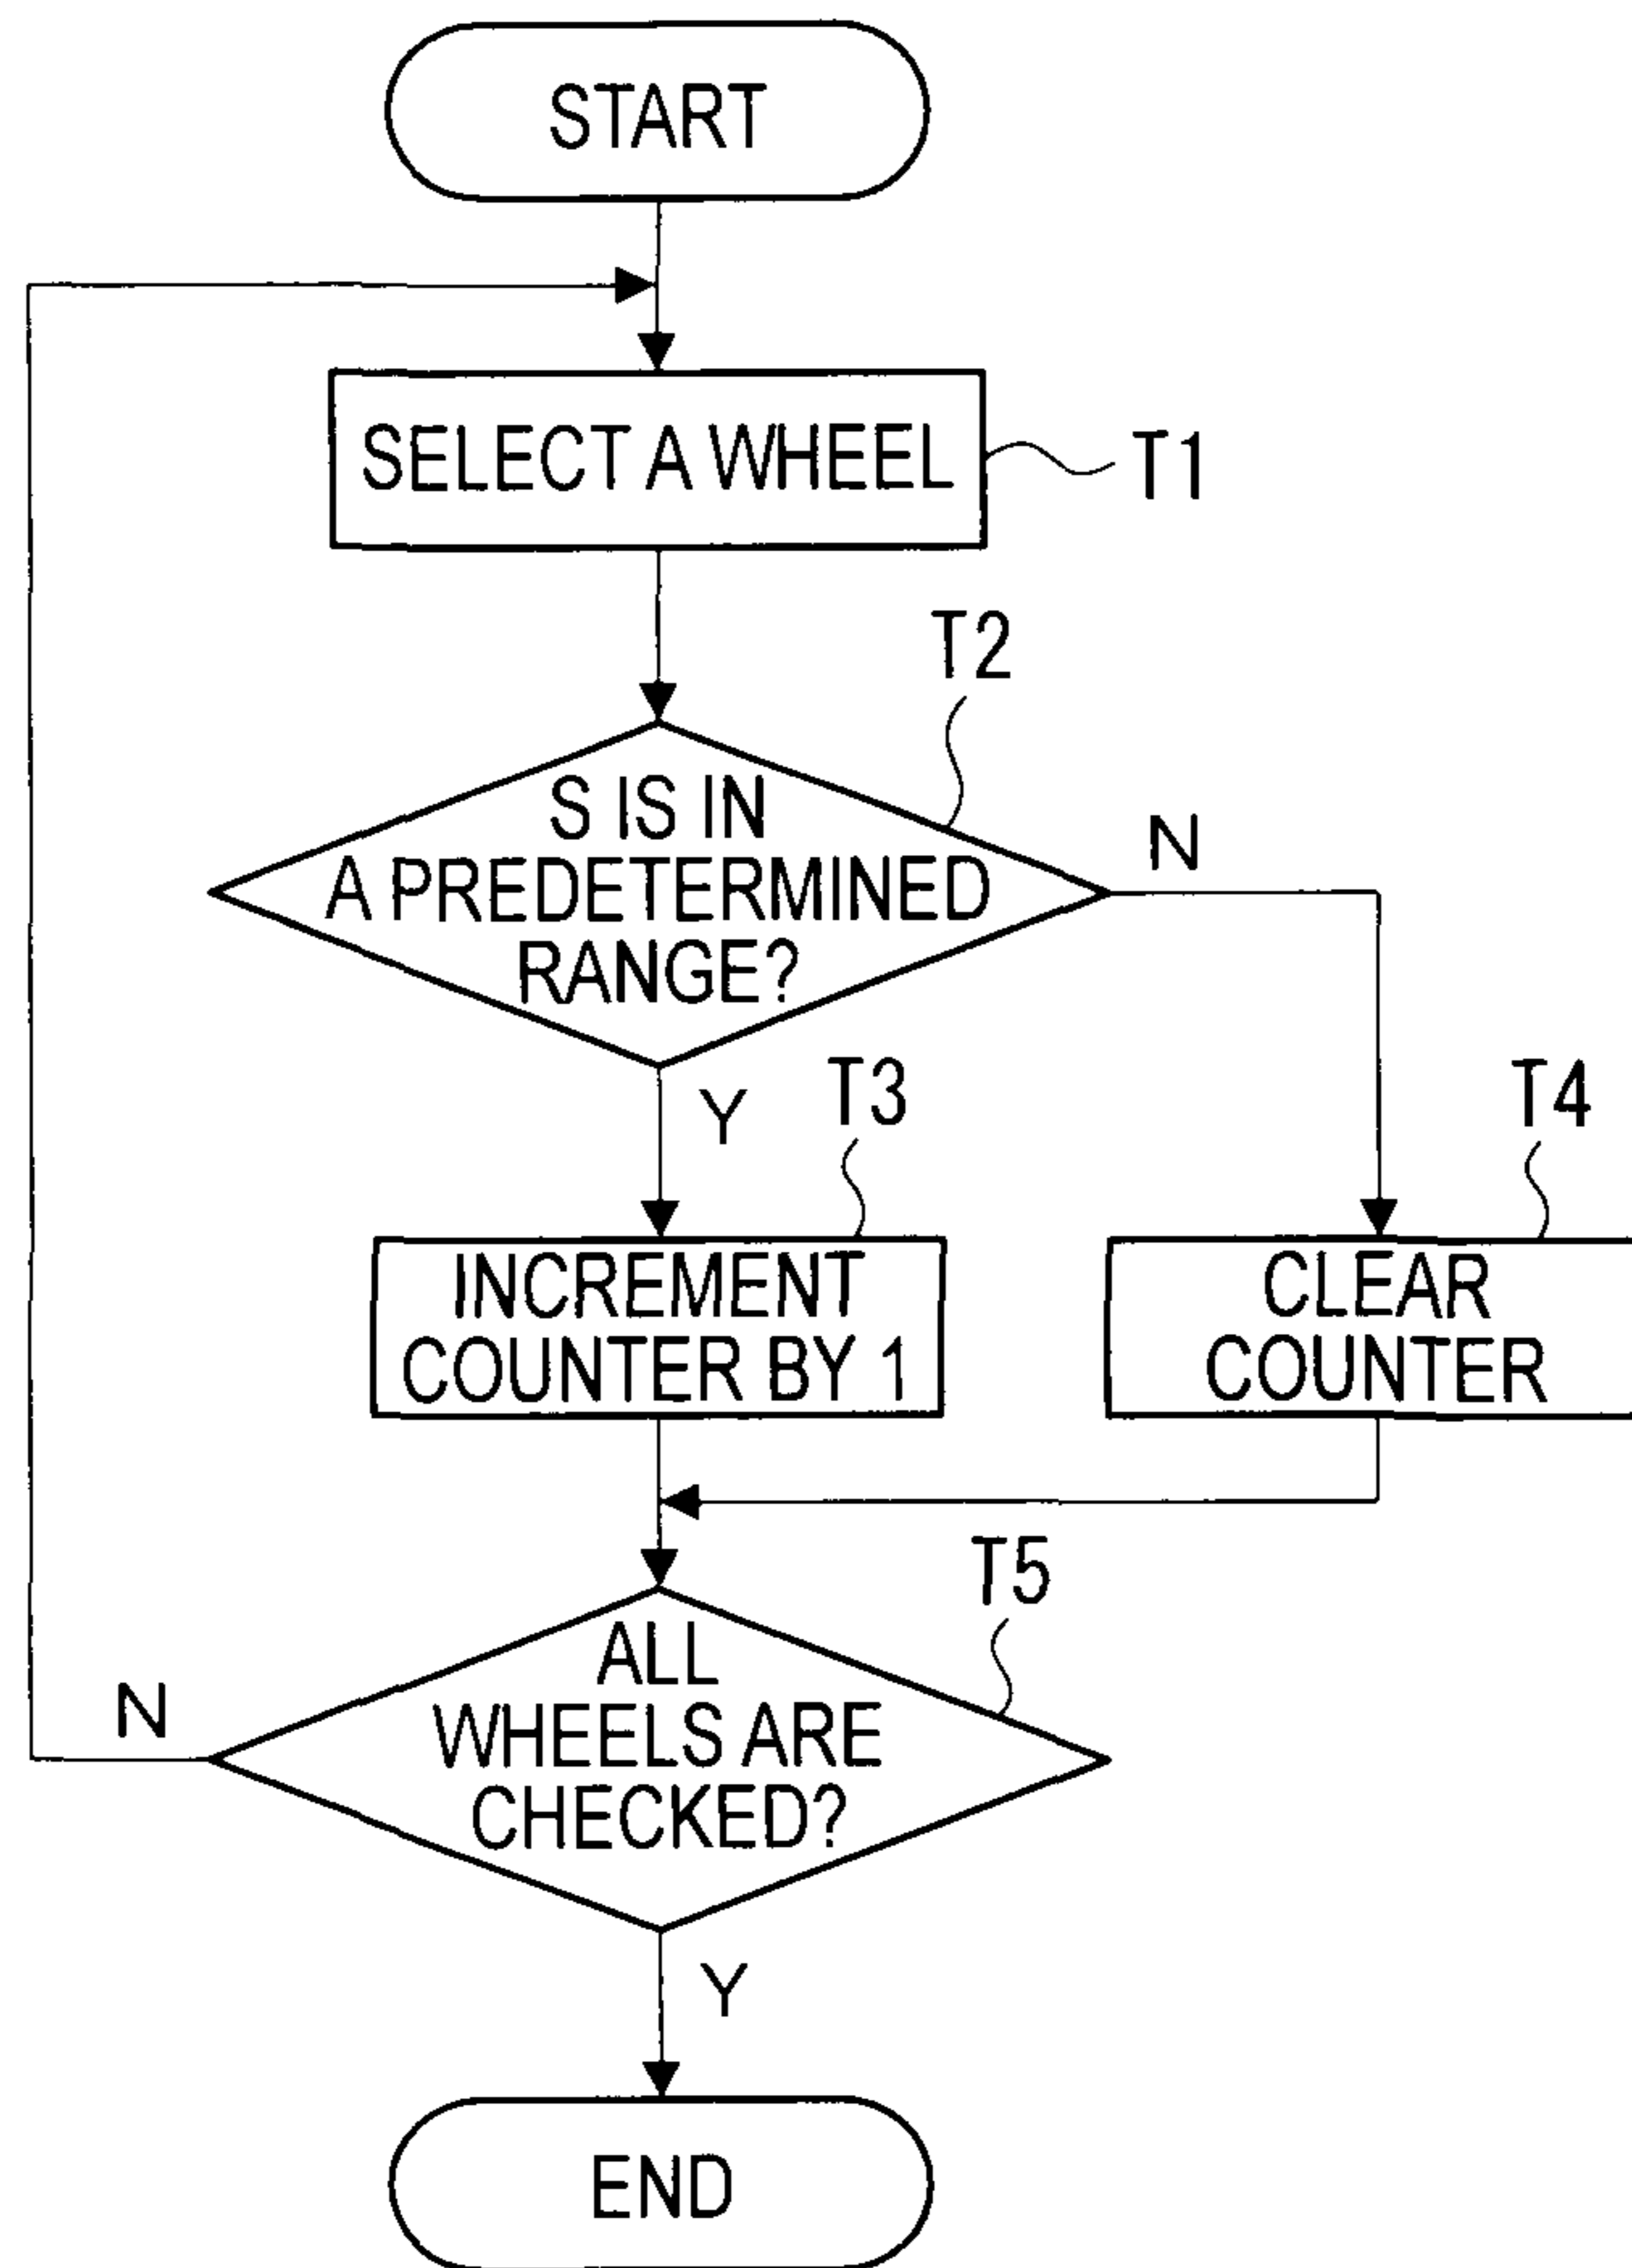 START
SELECT A WHEEL
T1
T2
S IS IN
A PREDETERMINED
RANGE?
N
Y
T3
T4
INCREMENT
COUNTER BY 1
CLEAR
COUNTER
T5
ALL
WHEELS ARE
CHECKED?
N
Y
END